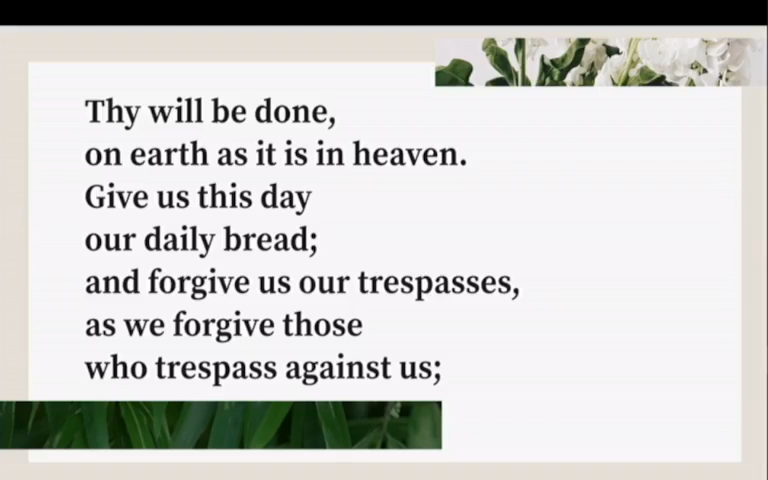 Thy will be done,
on earth as it is in heaven.
Give us this day
our daily bread;
and forgive us our trespasses,
as we forgive those
who trespass against us;